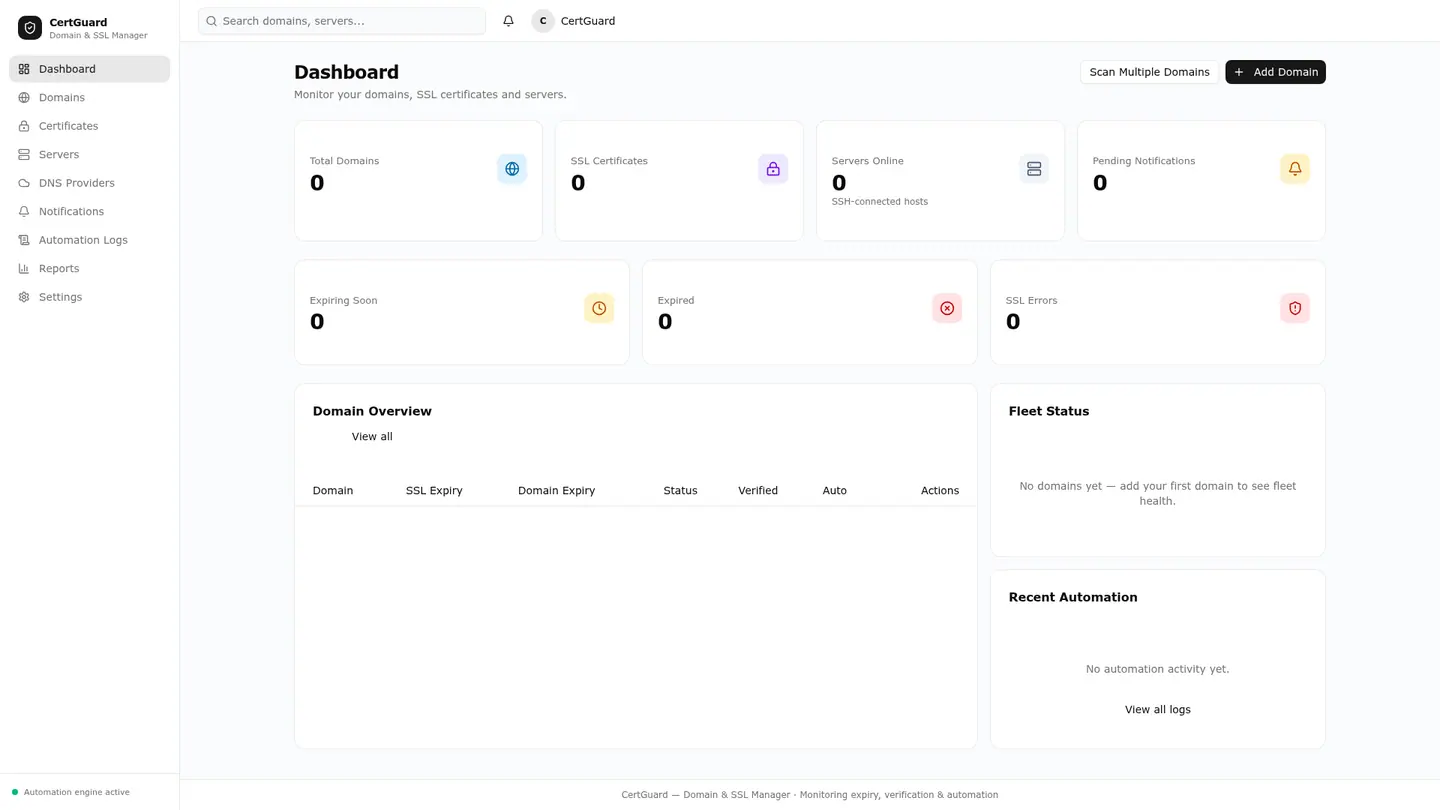 CertGuard
Domain & SSL Manager
Dashboard
Domains
Certificates
Servers
DNS Providers
Notifications
Automation Logs
Reports
Settings
Automation engine active
Search domains, servers...
C
CertGuard
Dashboard
Monitor your domains, SSL certificates and servers.
Scan Multiple Domains
Add Domain
Total Domains
0
SSL Certificates
0
Servers Online
0
SSH-connected hosts
Pending Notifications
0
Expiring Soon
0
Expired
0
SSL Errors
0
Domain Overview
View all
Domain SSL Expiry Domain Expiry Status Verified Auto Actions
Fleet Status
No domains yet — add your first domain to see fleet
health.
Recent Automation
No automation activity yet.
View all logs
CertGuard — Domain & SSL Manager · Monitoring expiry, verification & automation